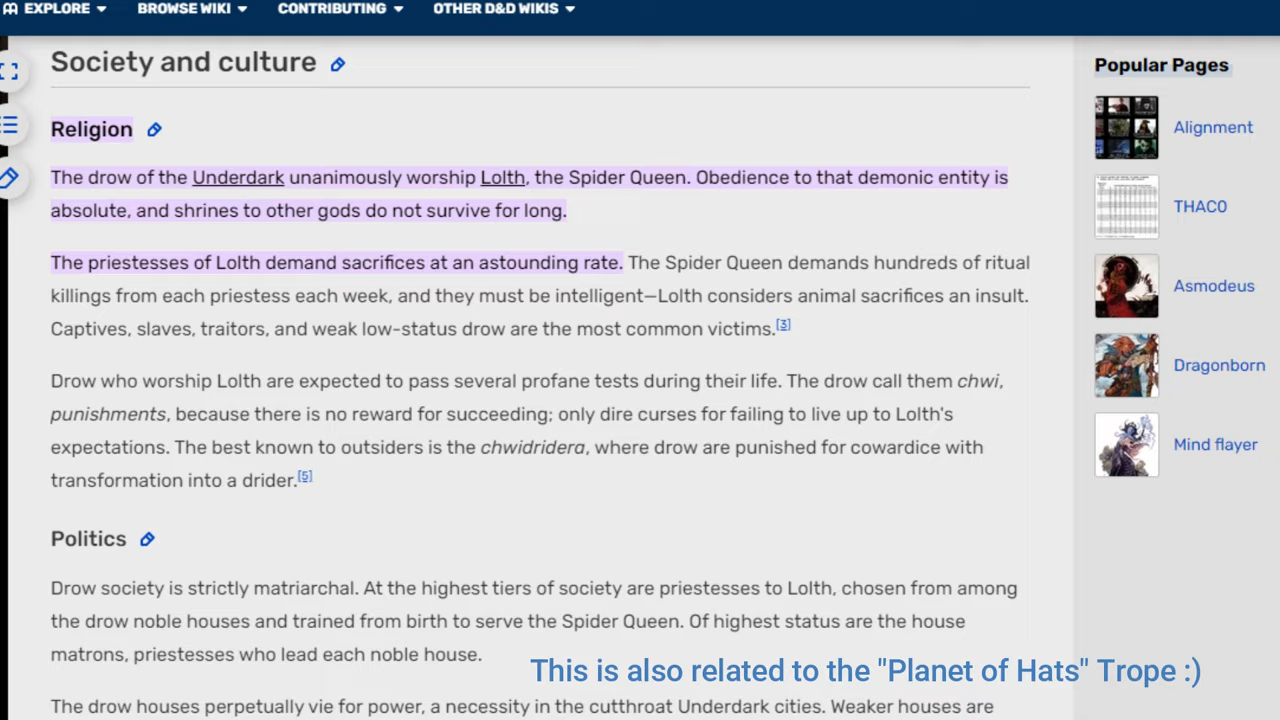 EXPLORE BROWSE WIKI CONTRIBUTING OTHER D&D WIKIS
Society and culture
Religion
The drow of the Underdark unanimously worship Lolth, the Spider Queen. Obedience to that demonic entity is
absolute, and shrines to other gods do not survive for long.
The priestesses of Lolth demand sacrifices at an astounding rate. The Spider Queen demands hundreds of ritual
killings from each priestess each week, and they must be intelligent—Lolth considers animal sacrifices an insult.
Captives, slaves, traitors, and weak low-status drow are the most common victims.[3]
Drow who worship Lolth are expected to pass several profane tests during their life. The drow call them chwi,
punishments, because there is no reward for succeeding; only dire curses for failing to live up to Lolth's
expectations. The best known to outsiders is the chwidridera, where drow are punished for cowardice with
transformation into a drider.[5]
Politics
Drow society is strictly matriarchal. At the highest tiers of society are priestesses to Lolth, chosen from among
the drow noble houses and trained from birth to serve the Spider Queen. Of highest status are the house
matrons, priestesses who lead each noble house.
The drow houses perpetually vie for power, a necessity in the cutthroat Underdark cities. Weaker houses are
Popular Pages
Alignment
THAC0
Asmodeus
Dragonborn
Mind flayer
This is also related to the "Planet of Hats" Trope :)